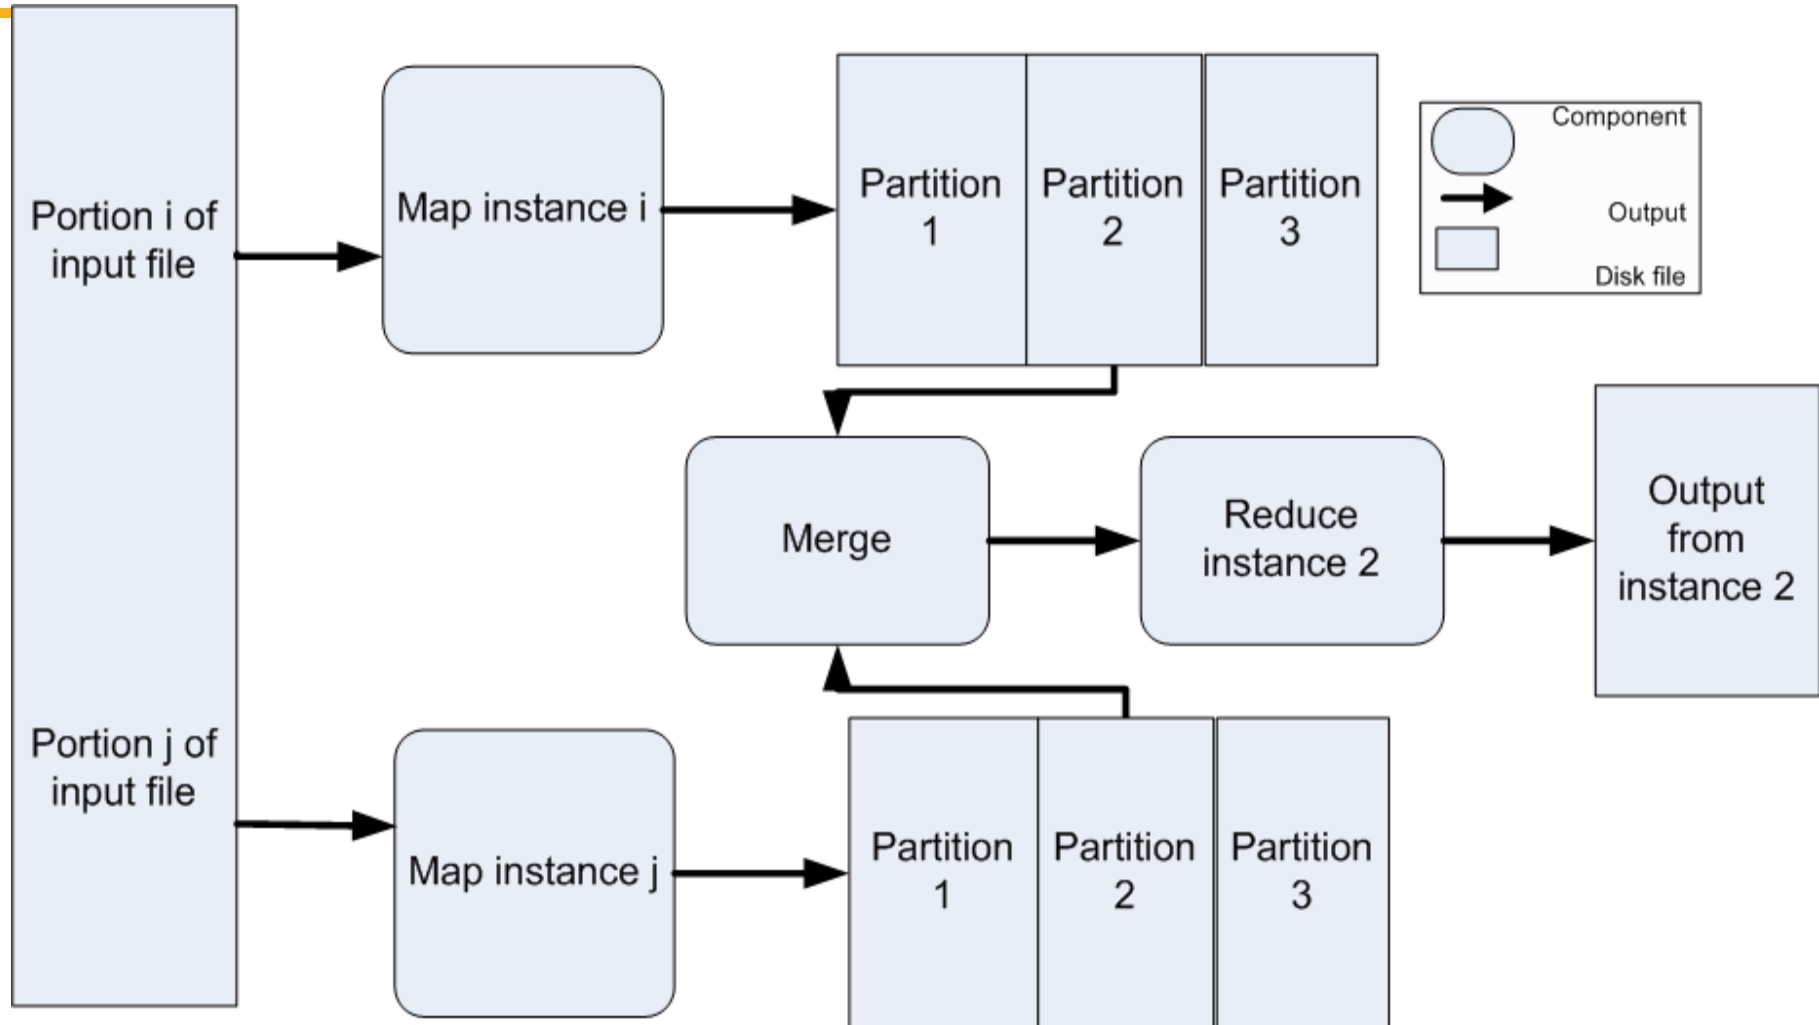 Portion i of
input file
Map instance i
Partition
1
Partition
2
Partition
3
Component
Output
Disk file
Merge
Reduce
instance 2
Output
from
instance 2
Portion j of
input file
Map instance j
Partition
1
Partition
2
Partition
3